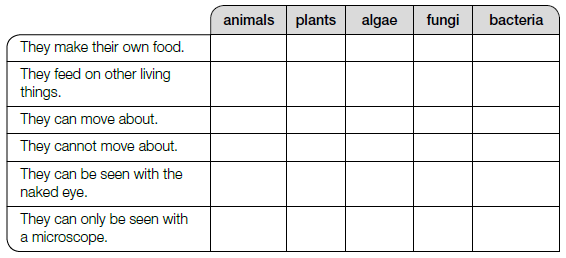 animals plants algae fungi bacteria
They make their own food.
They feed on other living
things.
They can move about.
They cannot move about.
They can be seen with the
naked eye.
They can only be seen with
a microscope.